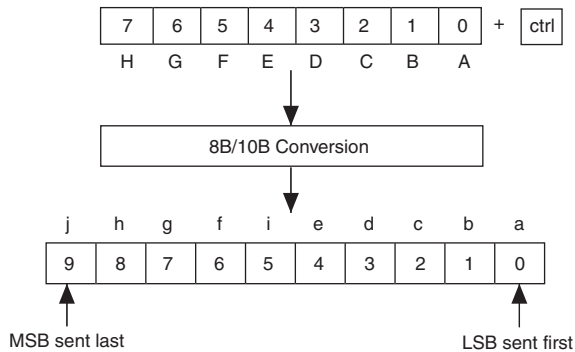 7 6 5 4 3 2 1 0 + ctrl
H G F E D C B A
8B/10B Conversion
j h g f i e d c b a
9 8 7 6 5 4 3 2 1 0
MSB sent last LSB sent first